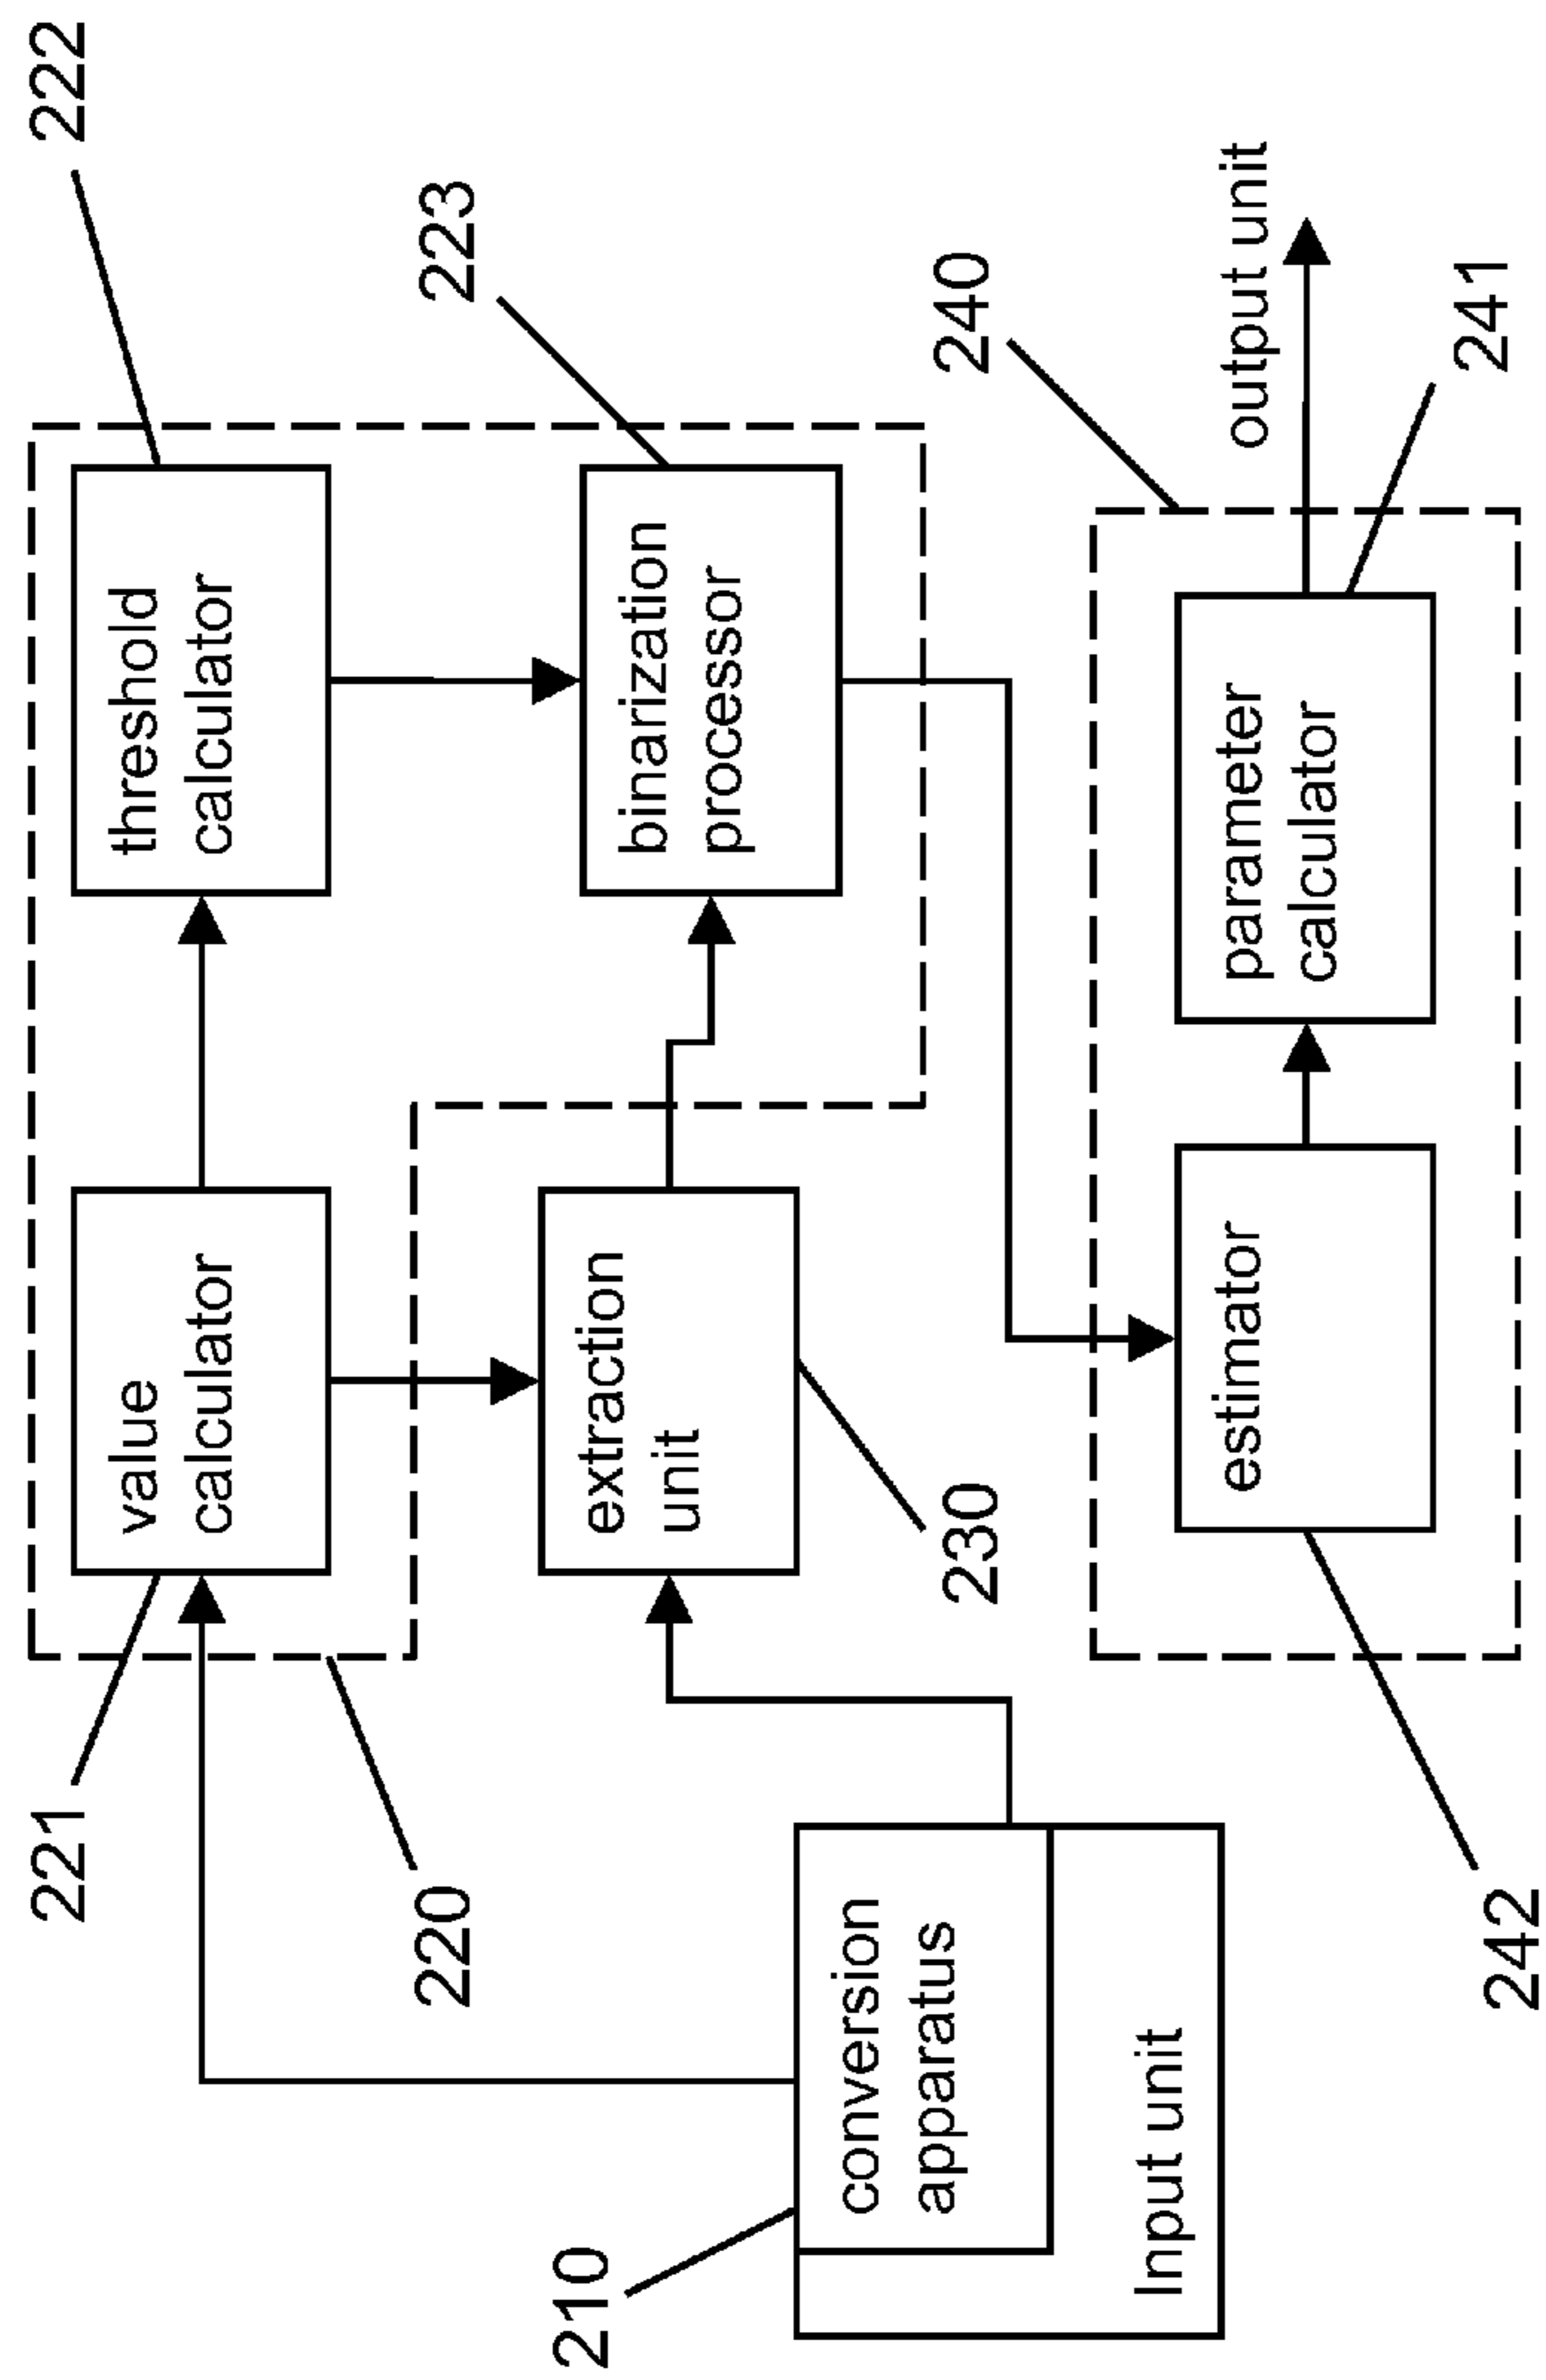 221
222
value
calculator
threshold
calculator
220
223
210
extraction
unit
binarization
processor
conversion
apparatus
Input unit
230
240
estimator
parameter
calculator
output unit
242
241